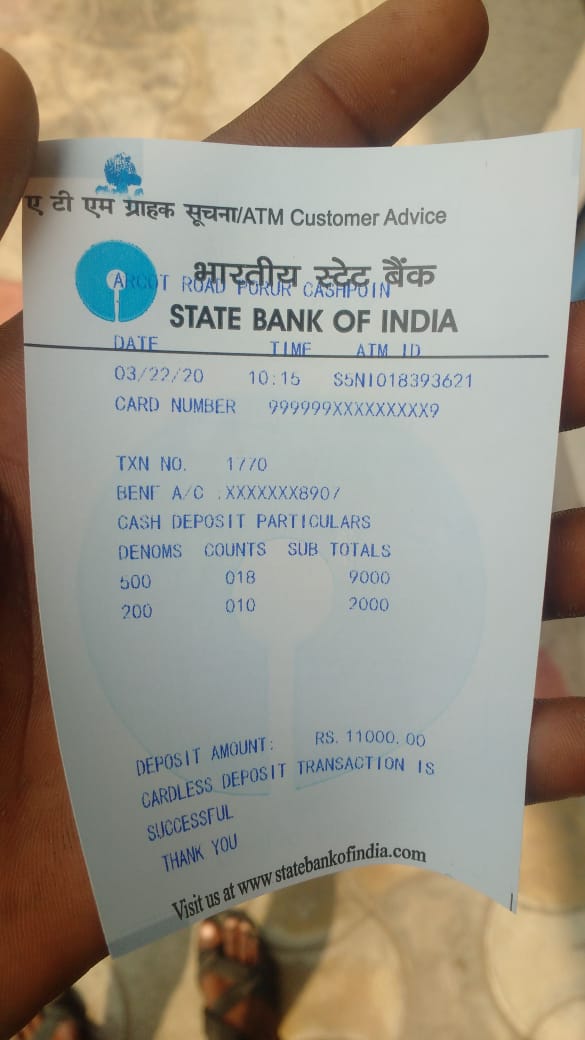 ए टी एम ग्राहक सूचना/ATM Customer Advice
भारतीय स्टेट बैंक
ARCOT ROAD PORUR CASHPOIN
STATE BANK OF INDIA
DATE TIME ATM ID
03/22/20 10:15 S5NI018393621
CARD NUMBER 999999XXXXXXXXX9
TXN NO. 1770
BENF A/C .XXXXXXX8907
CASH DEPOSIT PARTICULARS
DENOMS COUNTS SUB TOTALS
500 018 9000
200 010 2000
DEPOSIT AMOUNT: RS. 11000.00
CARDLESS DEPOSIT TRANSACTION IS
SUCCESSFUL
THANK YOU
Visit us at www.statebankofindia.com